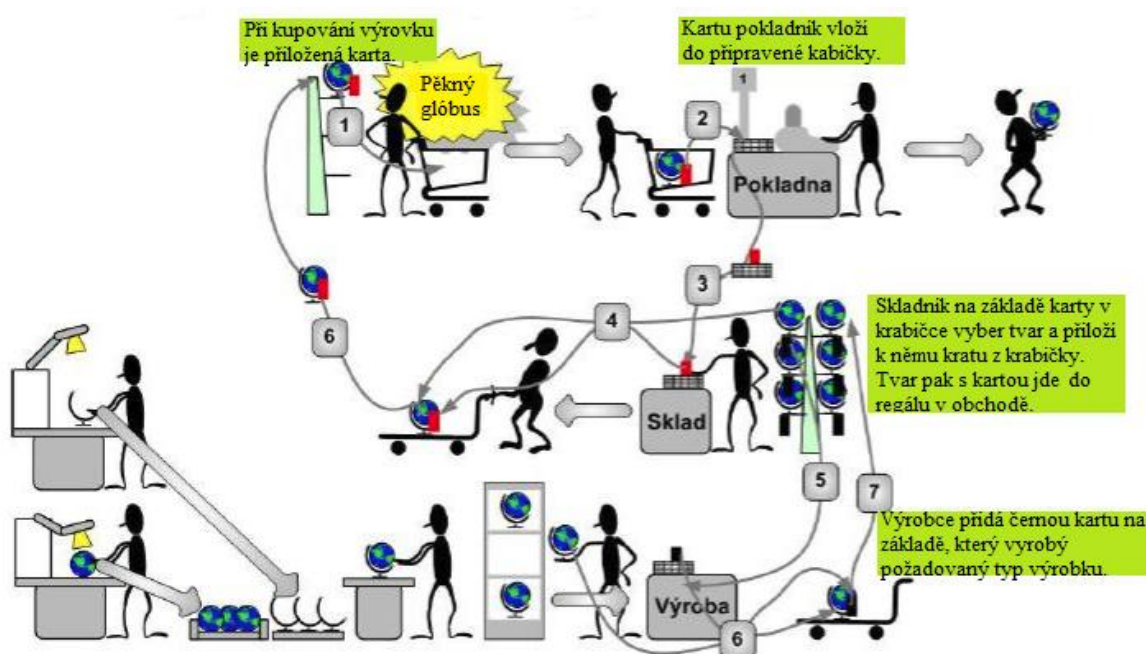 Při kupování výrovku
je přiložená karta.
Kartu pokladník vloží
do připravené kabičky.
Pěkný
glóbus
1
2
1
Pokladna
3
4
6
Skladník na základě karty v
krabičce vyber tvar a přiloží
k němu kratu z krabičky.
Tvar pak s kartou jde do
regálu v obchodě.
Sklad
5
7
Výrobce přídá černou kartu na
základě, který vyrobý
požadovaný typ výrobku.
Výroba
6